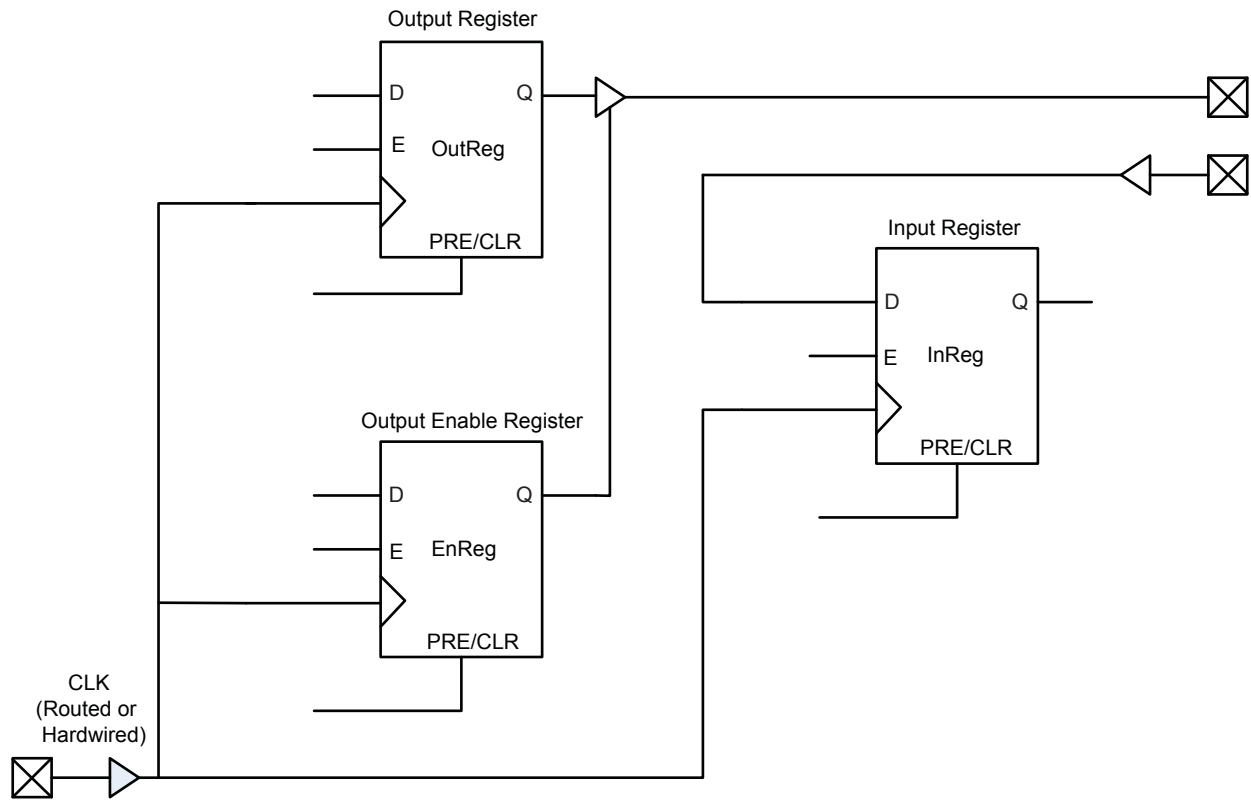 Output Register
D
Q
E
OutReg
PRE/CLR
Input Register
D
Q
E
InReg
PRE/CLR
Output Enable Register
D
Q
E
EnReg
PRE/CLR
CLK
(Routed or
Hardwired)